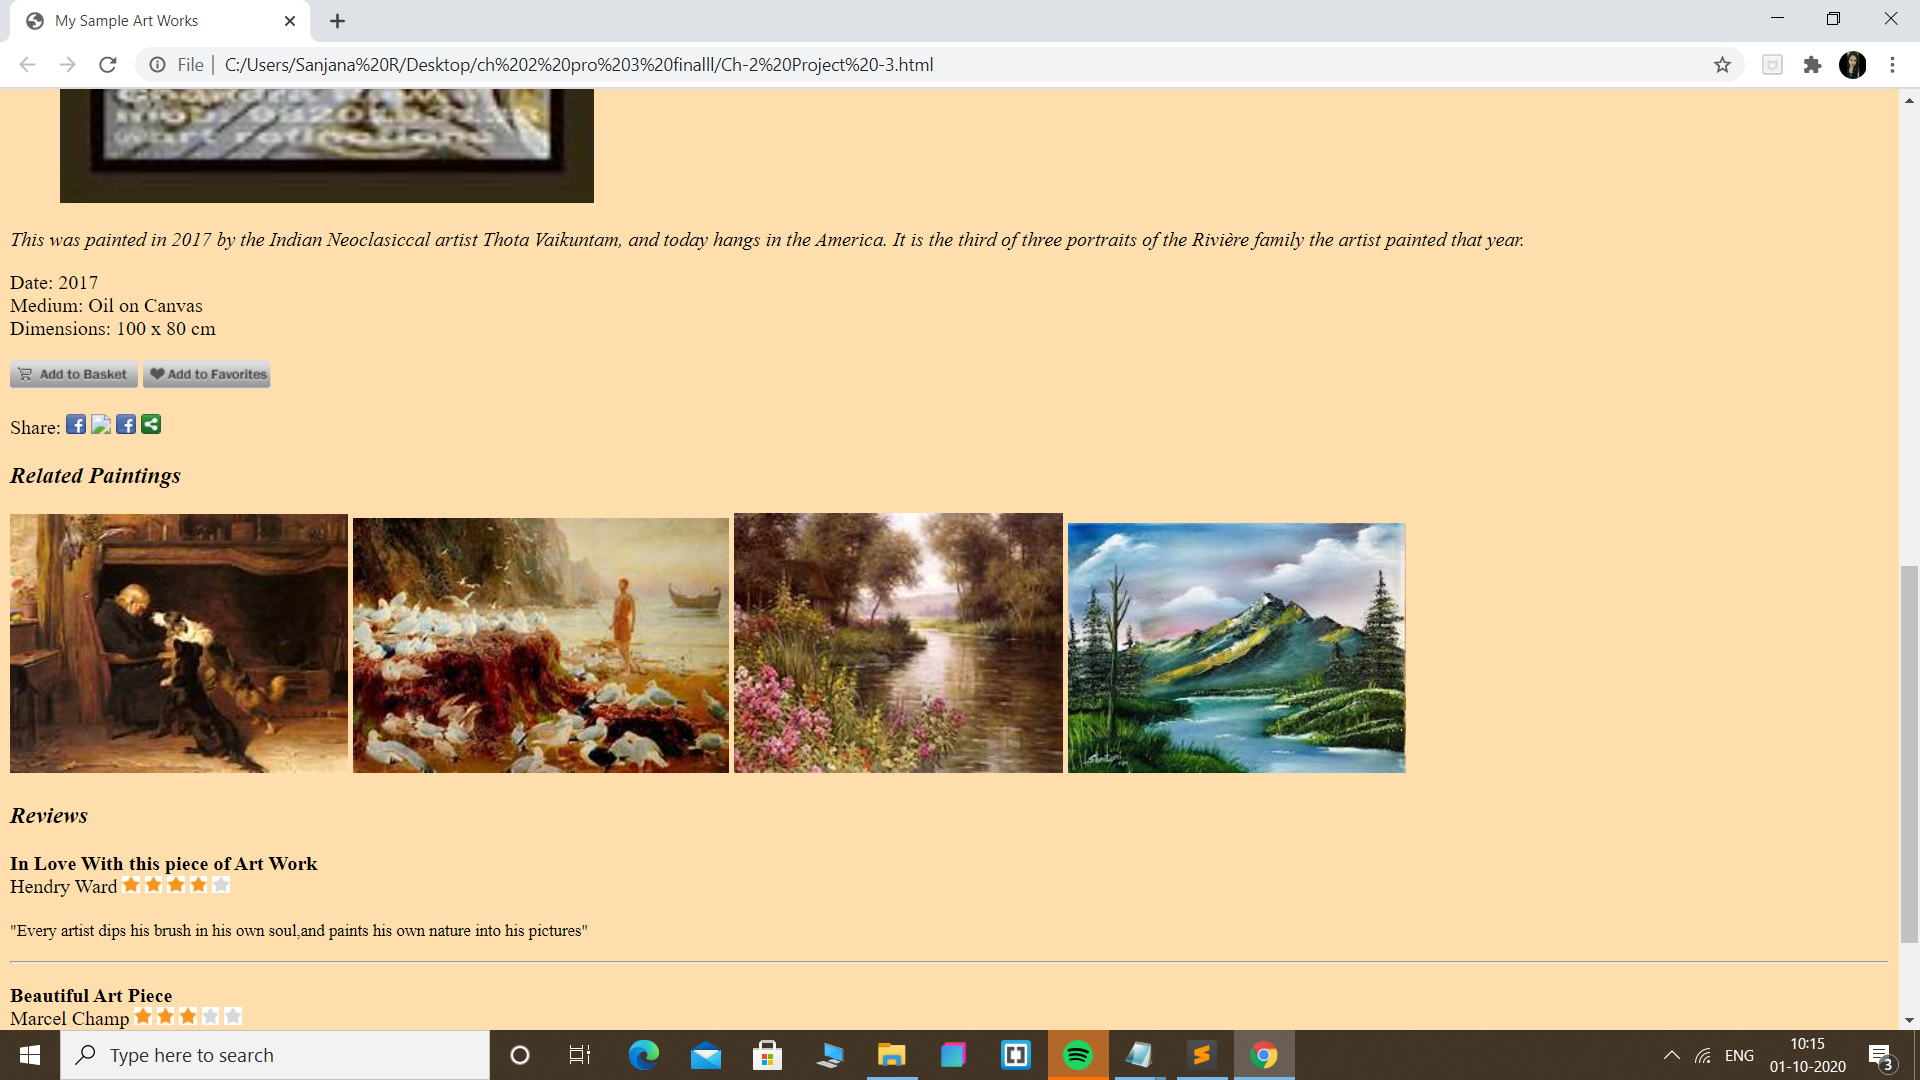 My Sample Art Works
File | C:/Users/Sanjana%20R/Desktop/ch%202%20pro%203%20finalll/Ch-2%20Project%20-3.html
This was painted in 2017 by the Indian Neoclasiccal artist Thota Vaikuntam, and today hangs in the America. It is the third of three portraits of the Rivière family the artist painted that year.
Date: 2017
Medium: Oil on Canvas
Dimensions: 100 x 80 cm
Add to Basket Add to Favorites
Share:
Related Paintings
Reviews
In Love With this piece of Art Work
Hendry Ward
"Every artist dips his brush in his own soul,and paints his own nature into his pictures"
Beautiful Art Piece
Marcel Champ
Type here to search
ENG
10:15
01-10-2020
3